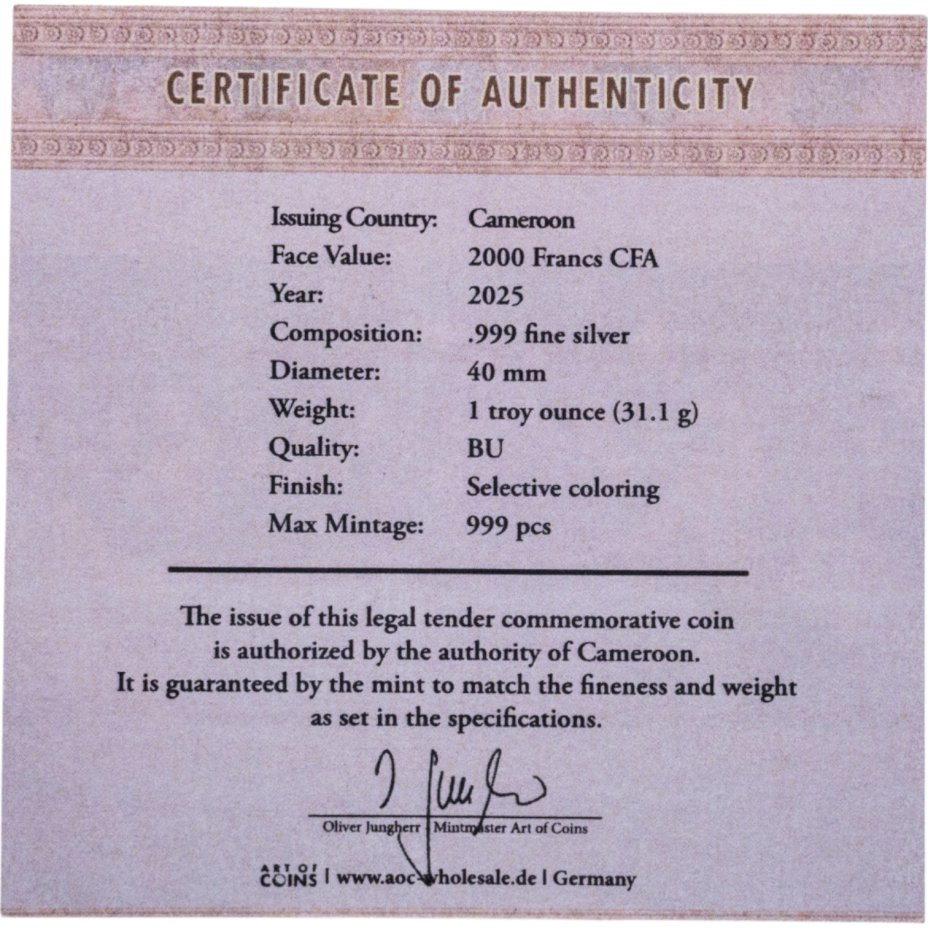 CERTIFICATE OF AUTHENTICITY
Issuing Country: Cameroon
Face Value: 2000 Francs CFA
Year: 2025
Composition: .999 fine silver
Diameter: 40 mm
Weight: 1 troy ounce (31.1 g)
Quality: BU
Finish: Selective coloring
Max Mintage: 999 pcs
The issue of this legal tender commemorative coin
is authorized by the authority of Cameroon.
It is guaranteed by the mint to match the fineness and weight
as set in the specifications.
Oliver Jungherr | Mintmaster Art of Coins
ART OF COINS | www.aoc-wholesale.de | Germany